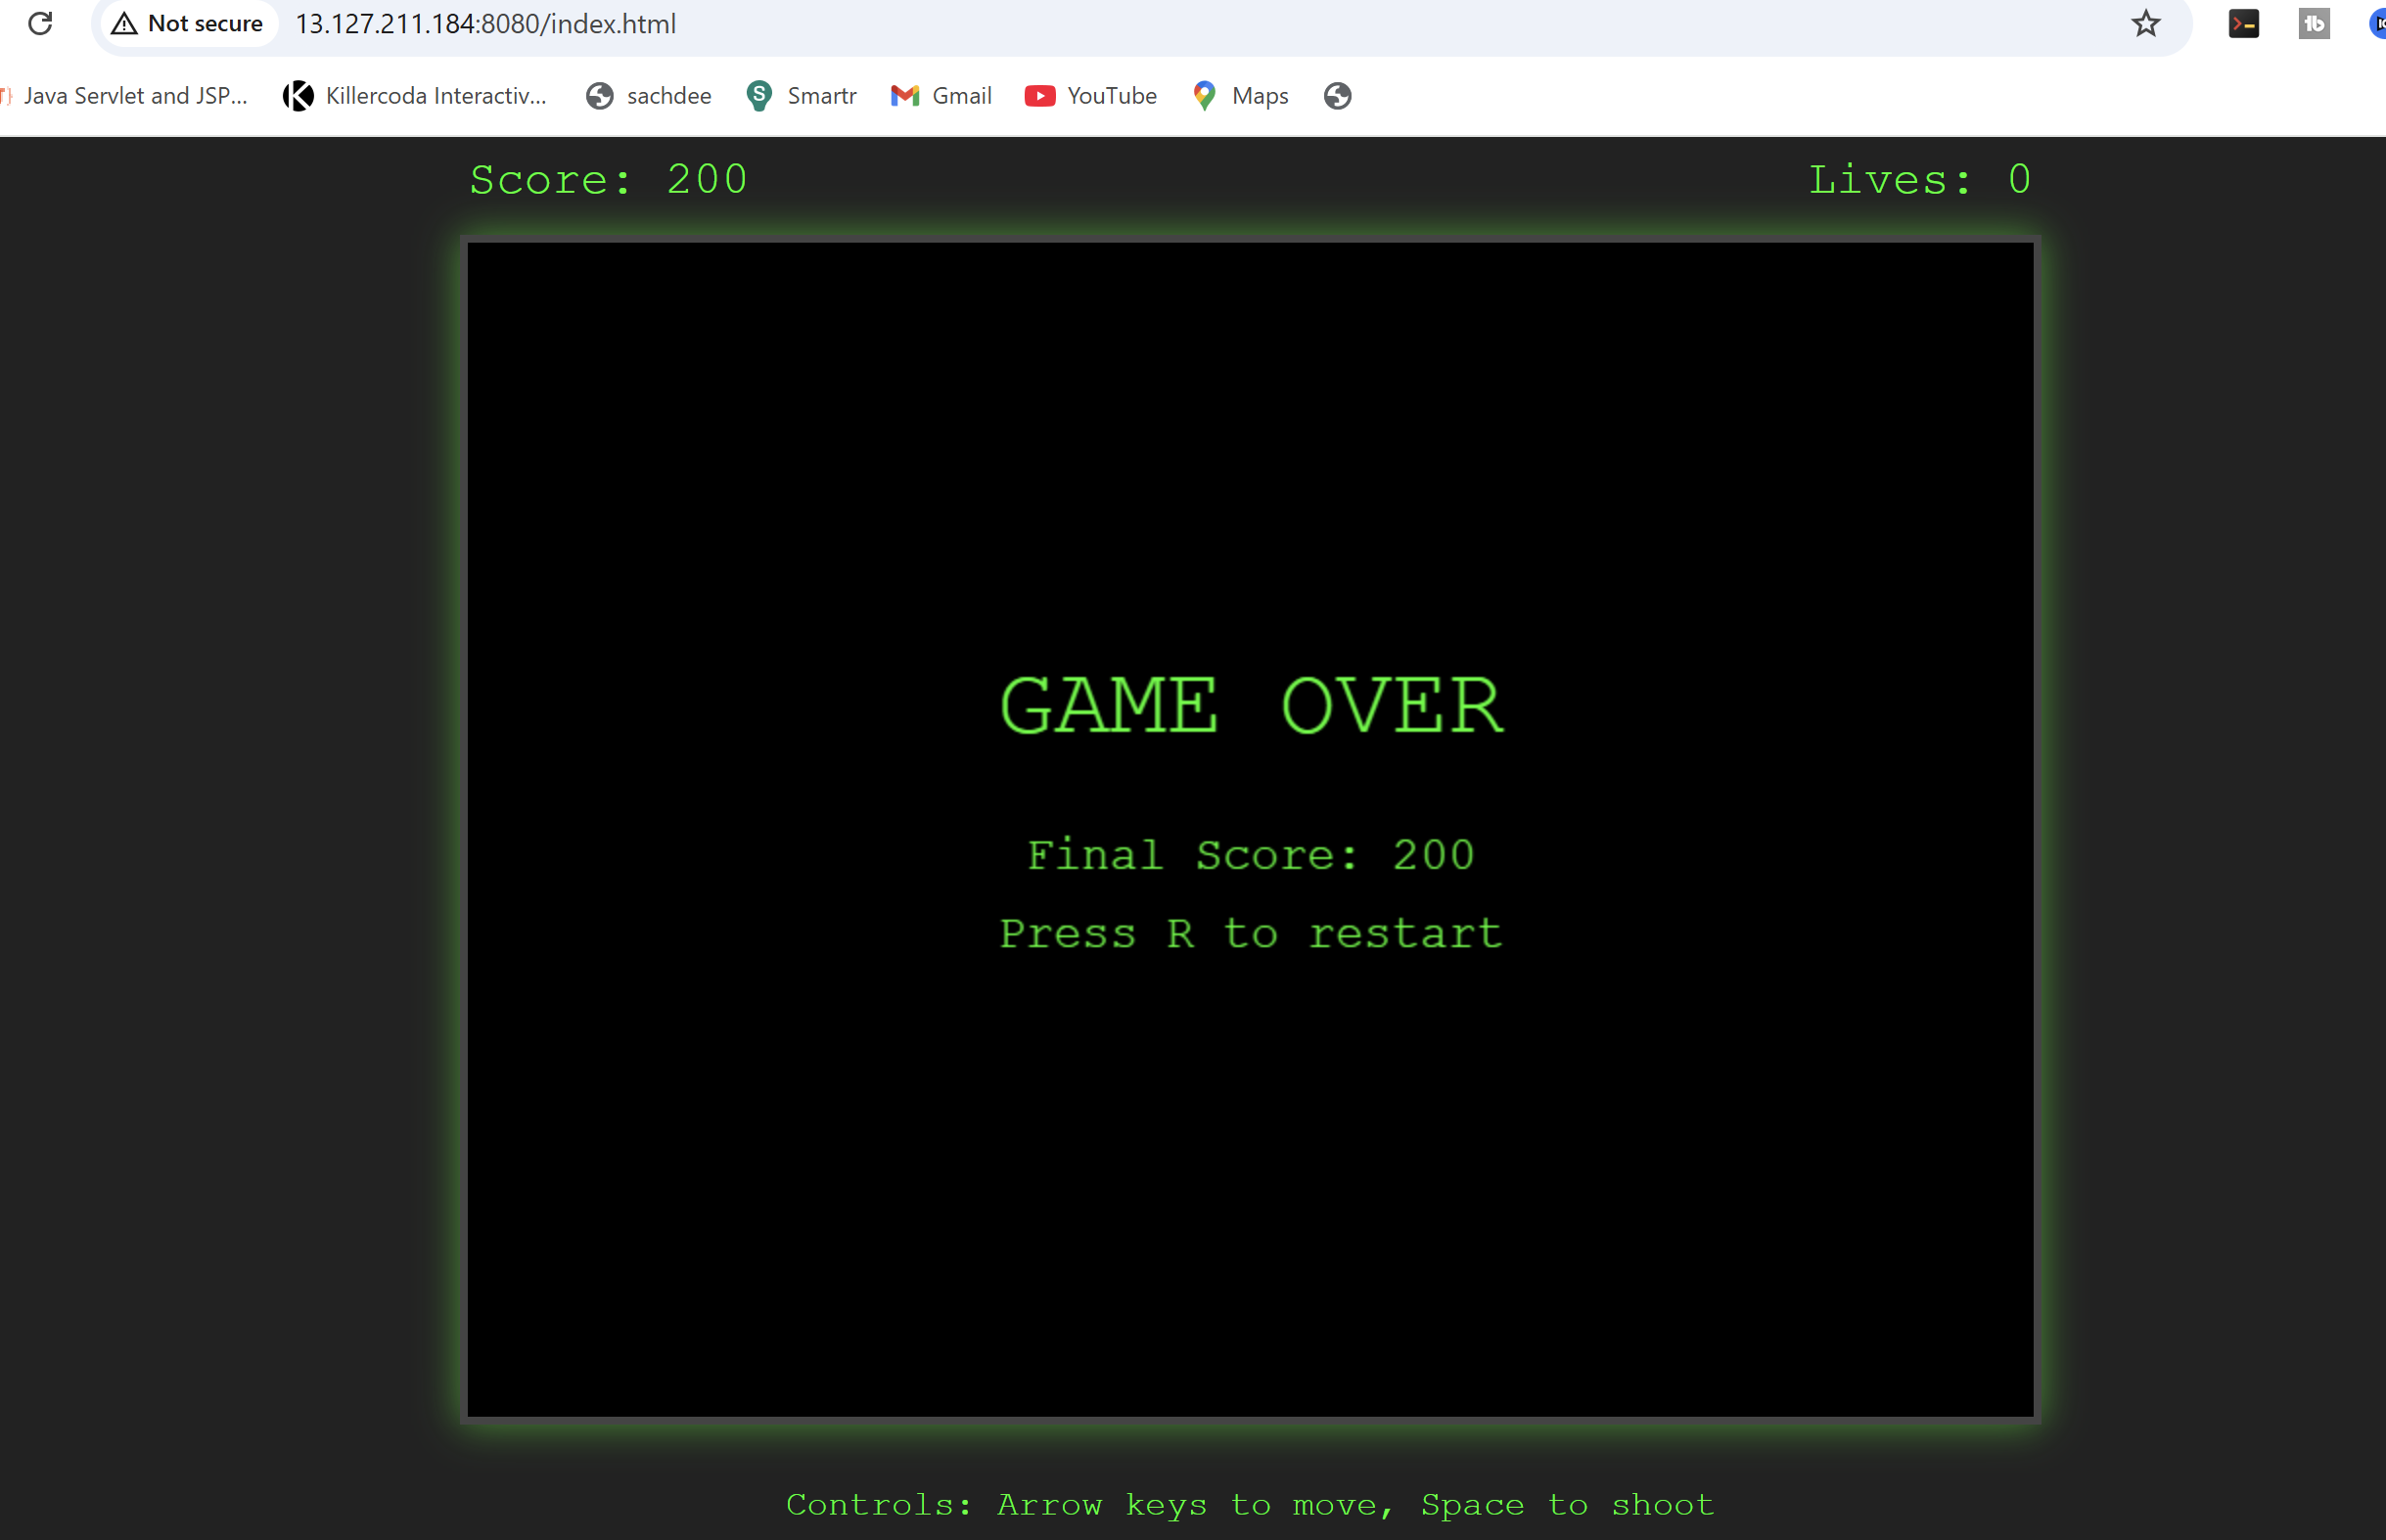 Not secure 13.127.211.184:8080/index.html
Java Servlet and JSP... Killercoda Interactiv... sachdee Smartr Gmail YouTube Maps
Score: 200 Lives: 0
GAME OVER
Final Score: 200
Press R to restart
Controls: Arrow keys to move, Space to shoot